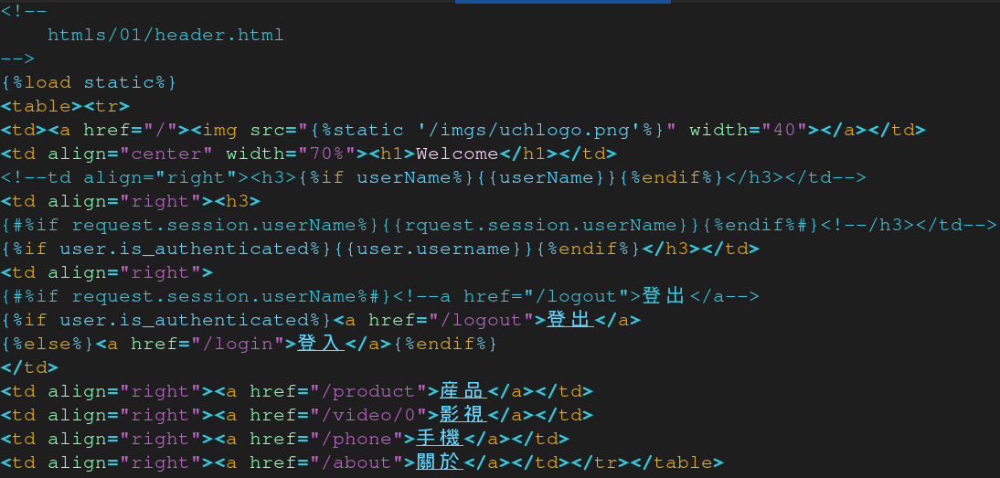 <!--
    htmls/01/header.html
-->
{%load static%}
<table><tr>
<td><a href="/"><img src="{%static '/imgs/uchlogo.png'%}" width="40"></a></td>
<td align="center" width="70%"><h1>Welcome</h1></td>
<!--td align="right"><h3>{%if userName%}{{userName}}{%endif%}</h3></td-->
<td align="right"><h3>
{#%if request.session.userName%}{{rquest.session.userName}}{%endif%#}<!--/h3></td-->
{%if user.is_authenticated%}{{user.username}}{%endif%}</h3></td>
<td align="right">
{#%if request.session.userName%#}<!--a href="/logout">登出</a-->
{%if user.is_authenticated%}<a href="/logout">登出</a>
{%else%}<a href="/login">登入</a>{%endif%}
</td>
<td align="right"><a href="/product">産品</a></td>
<td align="right"><a href="/video/0">影視</a></td>
<td align="right"><a href="/phone">手機</a></td>
<td align="right"><a href="/about">關於</a></td></tr></table>